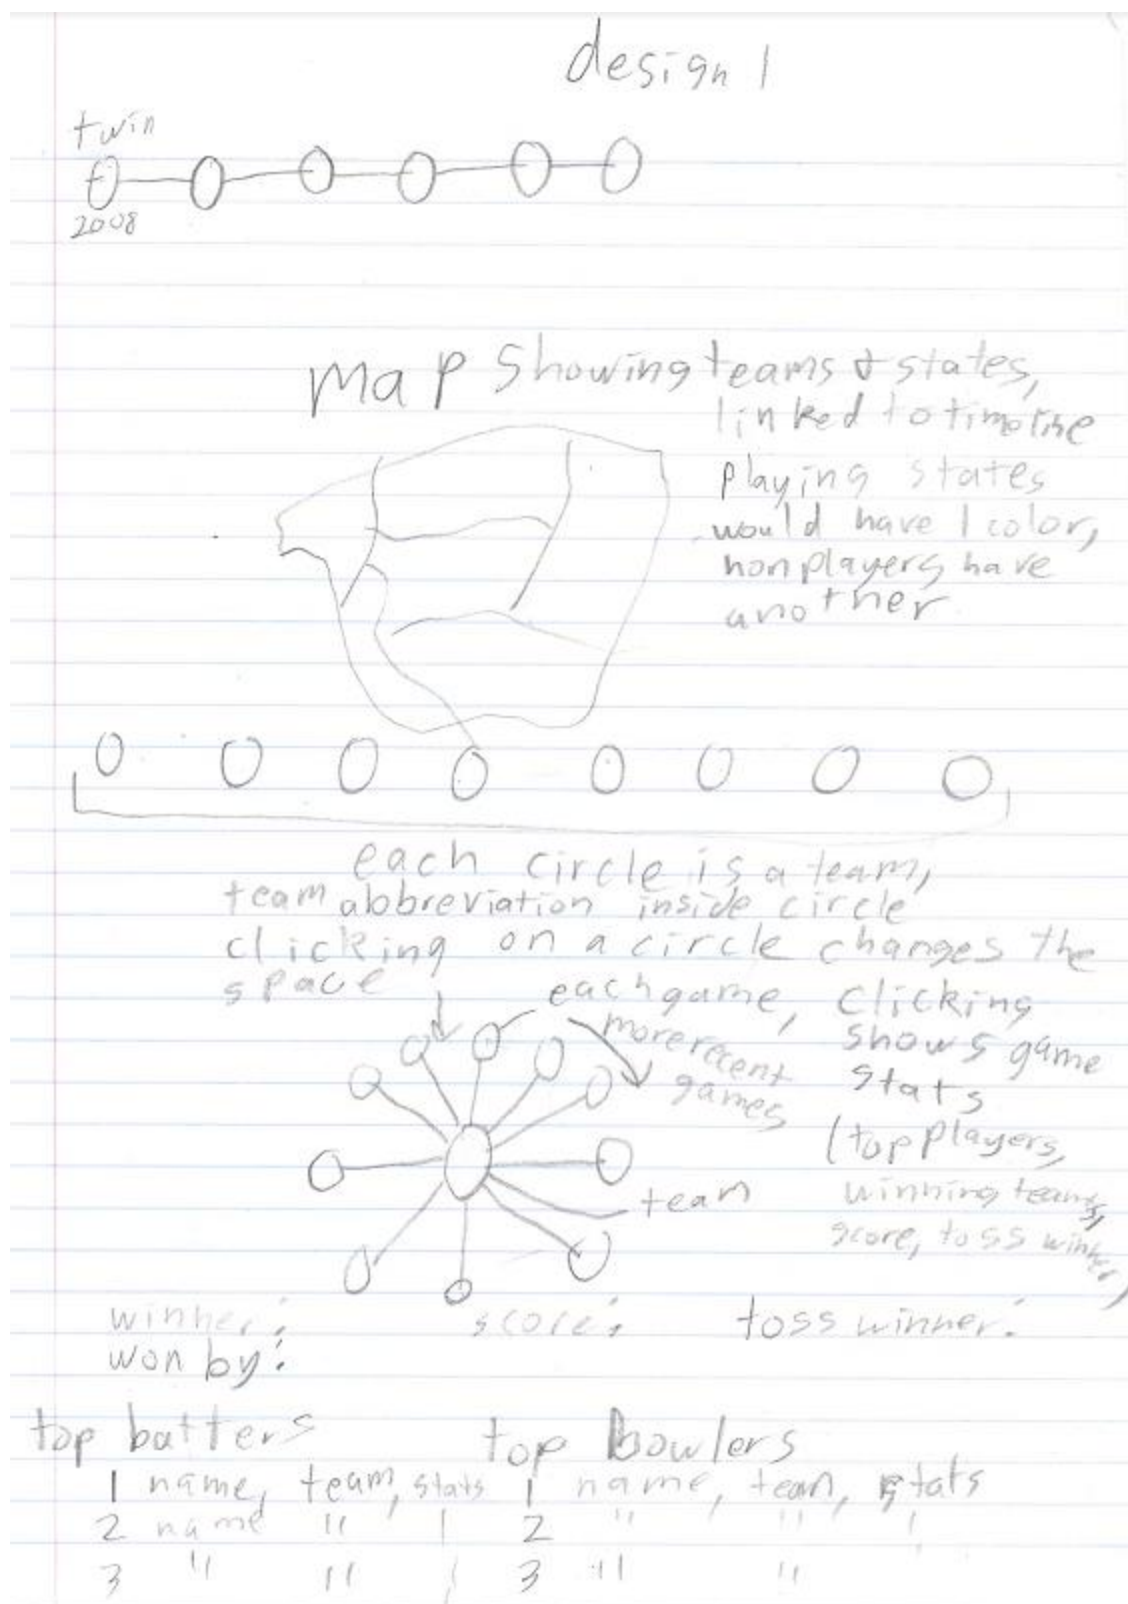 design 1
twin
t
2008
map showing teams & states,
linked to timeline
playing states
would have 1 color,
nonplayers have
another
each circle is a team,
team abbreviation inside circle
clicking on a circle changes the
space
each game, clicking
more recent
games
shows game
stats
(top players,
team
winning teams,
score, toss winner,)
winner: score: toss winner:
won by:
top batters top bowlers
1 name, team, stats 1 name, team, stats
2 name " | 2 " " |
3 " " | 3 " "